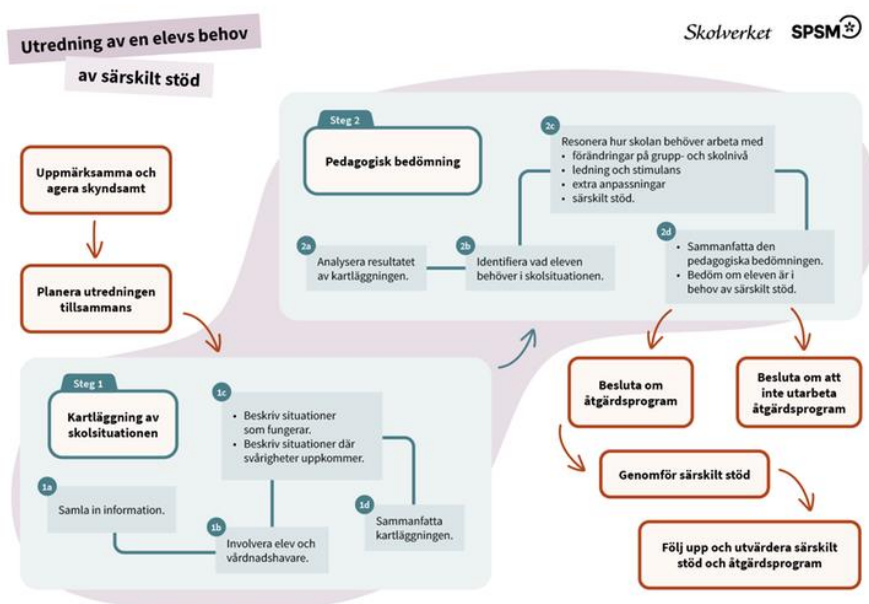 Utredning av en elevs behov
av särskilt stöd
Skolverket
SPSM
Uppmärksamma och
agera skyndsamt
Planera utredningen
tillsammans
Steg 1
Kartläggning av
skolsituationen
1a
Samla in information.
1b
Involvera elev och
vårdnadshavare.
1c
• Beskriv situationer
som fungerar.
• Beskriv situationer där
svårigheter uppkommer.
1d
Sammanfatta
kartläggningen.
Steg 2
Pedagogisk bedömning
2a
Analysera resultatet
av kartläggningen.
2b
Identifiera vad eleven
behöver i skolsituationen.
2c
Resonera hur skolan behöver arbeta med
• förändringar på grupp- och skolnivå
• ledning och stimulans
• extra anpassningar
• särskilt stöd.
2d
• Sammanfatta den
pedagogiska bedömningen.
• Bedöm om eleven är i
behov av särskilt stöd.
Besluta om
åtgärdsprogram
Besluta om att
inte utarbeta
åtgärdsprogram
Genomför särskilt stöd
Följ upp och utvärdera särskilt
stöd och åtgärdsprogram